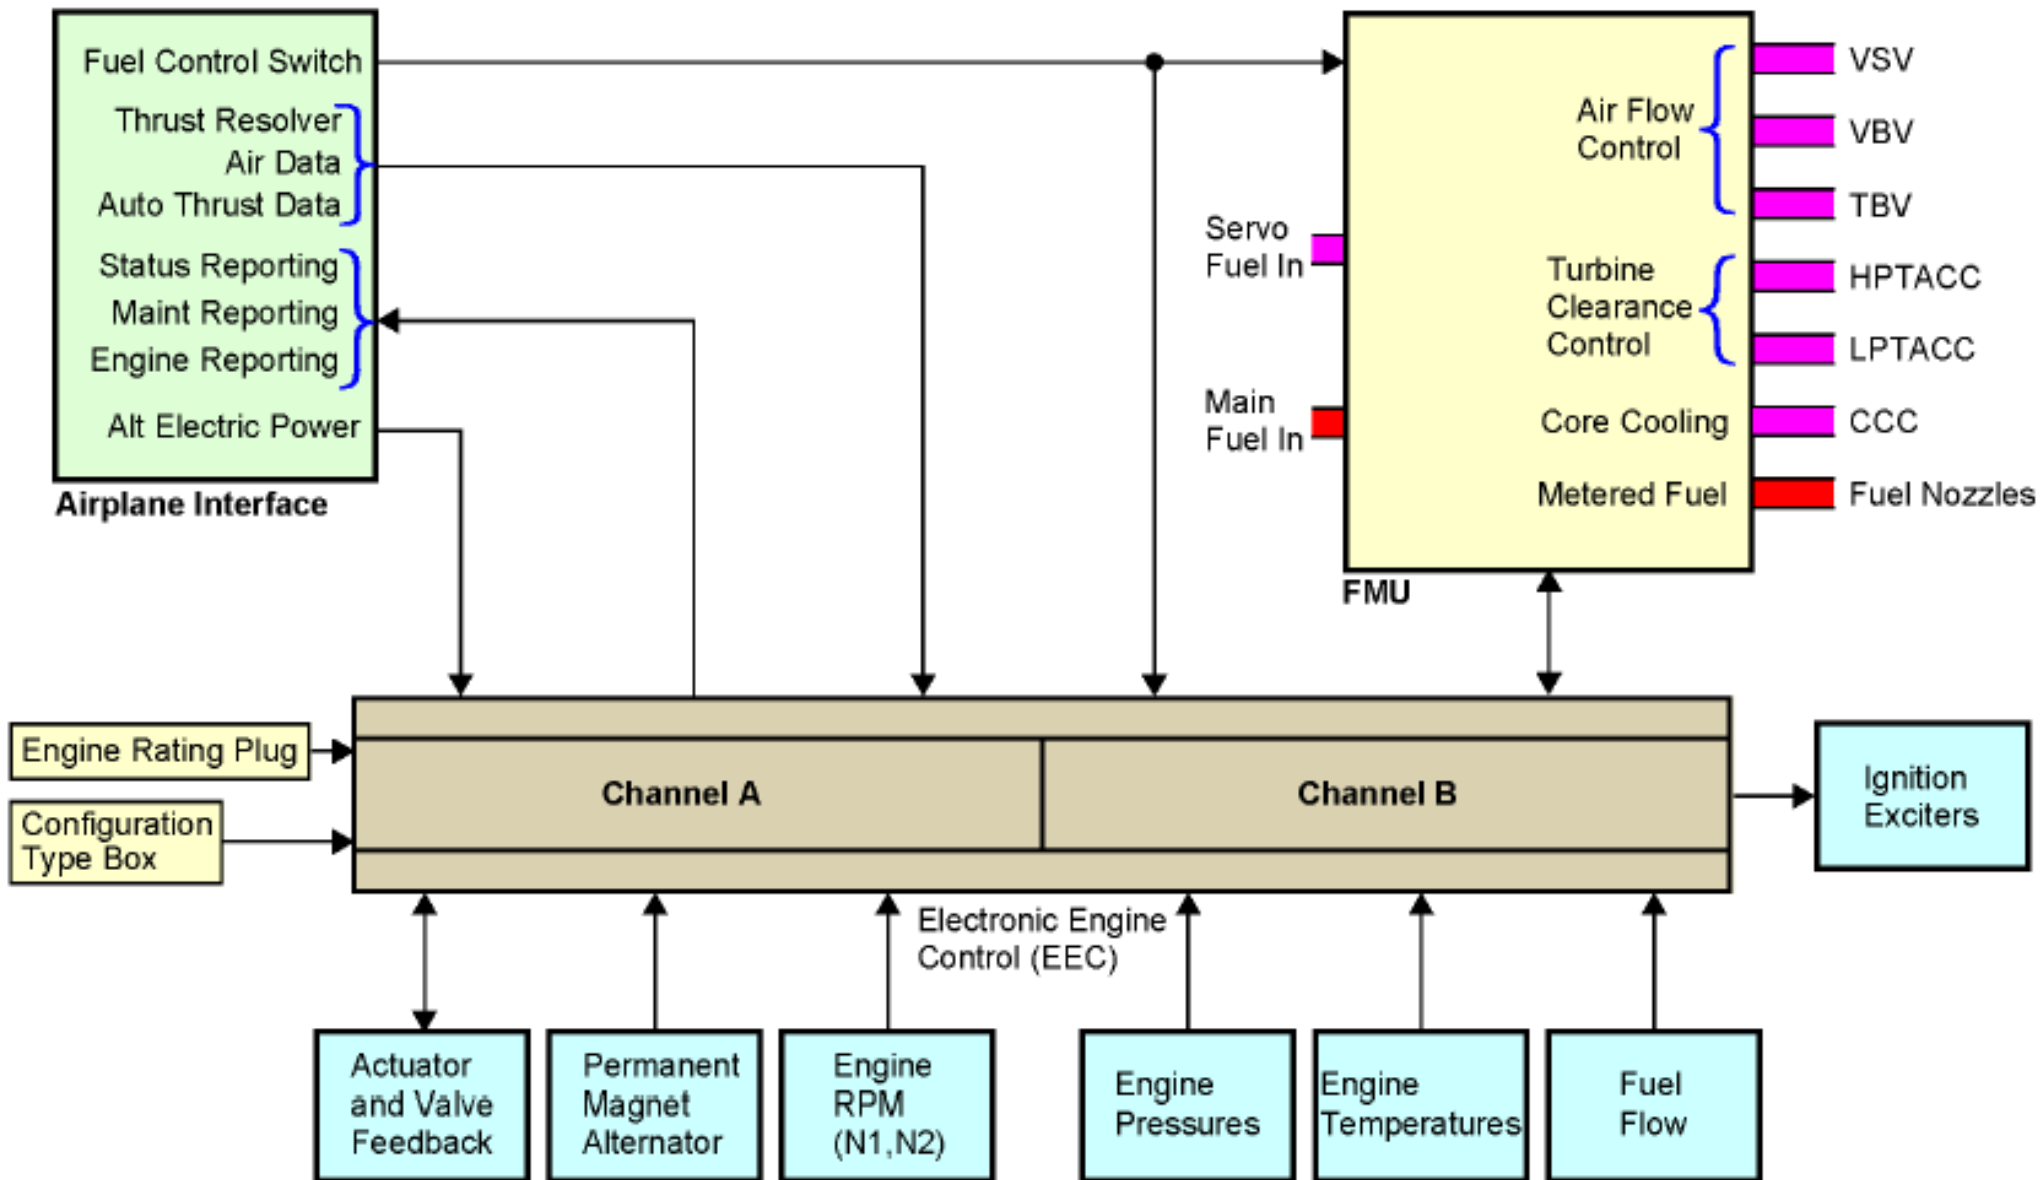 Fuel Control Switch
Thrust Resolver
Air Data
Auto Thrust Data
Status Reporting
Maint Reporting
Engine Reporting
Alt Electric Power
Airplane Interface
Servo
Fuel In
Main
Fuel In
Air Flow
Control
Turbine
Clearance
Control
Core Cooling
Metered Fuel
FMU
VSV
VBV
TBV
HPTACC
LPTACC
CCC
Fuel Nozzles
Engine Rating Plug
Configuration
Type Box
Channel A
Channel B
Ignition
Exciters
Electronic Engine
Control (EEC)
Actuator
and Valve
Feedback
Permanent
Magnet
Alternator
Engine
RPM
(N1,N2)
Engine
Pressures
Engine
Temperatures
Fuel
Flow